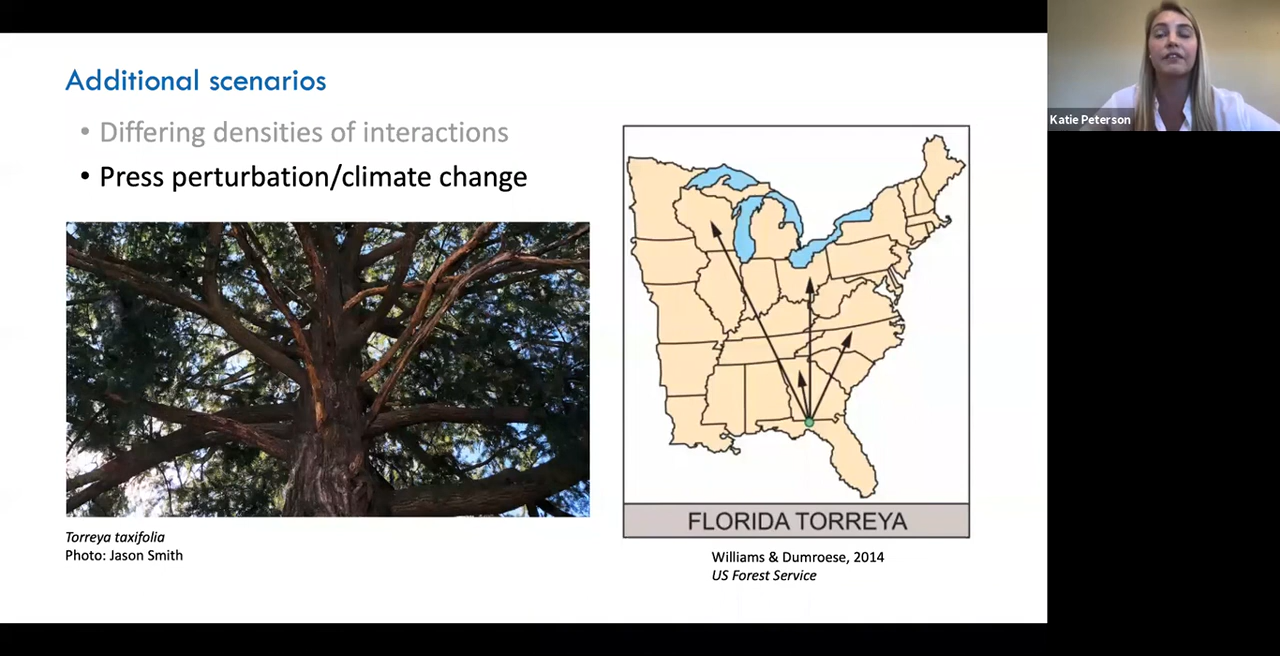 Additional scenarios
• Differing densities of interactions
• Press perturbation/climate change
Torreya taxifolia
Photo: Jason Smith
FLORIDA TORREYA
Williams & Dumroese, 2014
US Forest Service
Katie Peterson